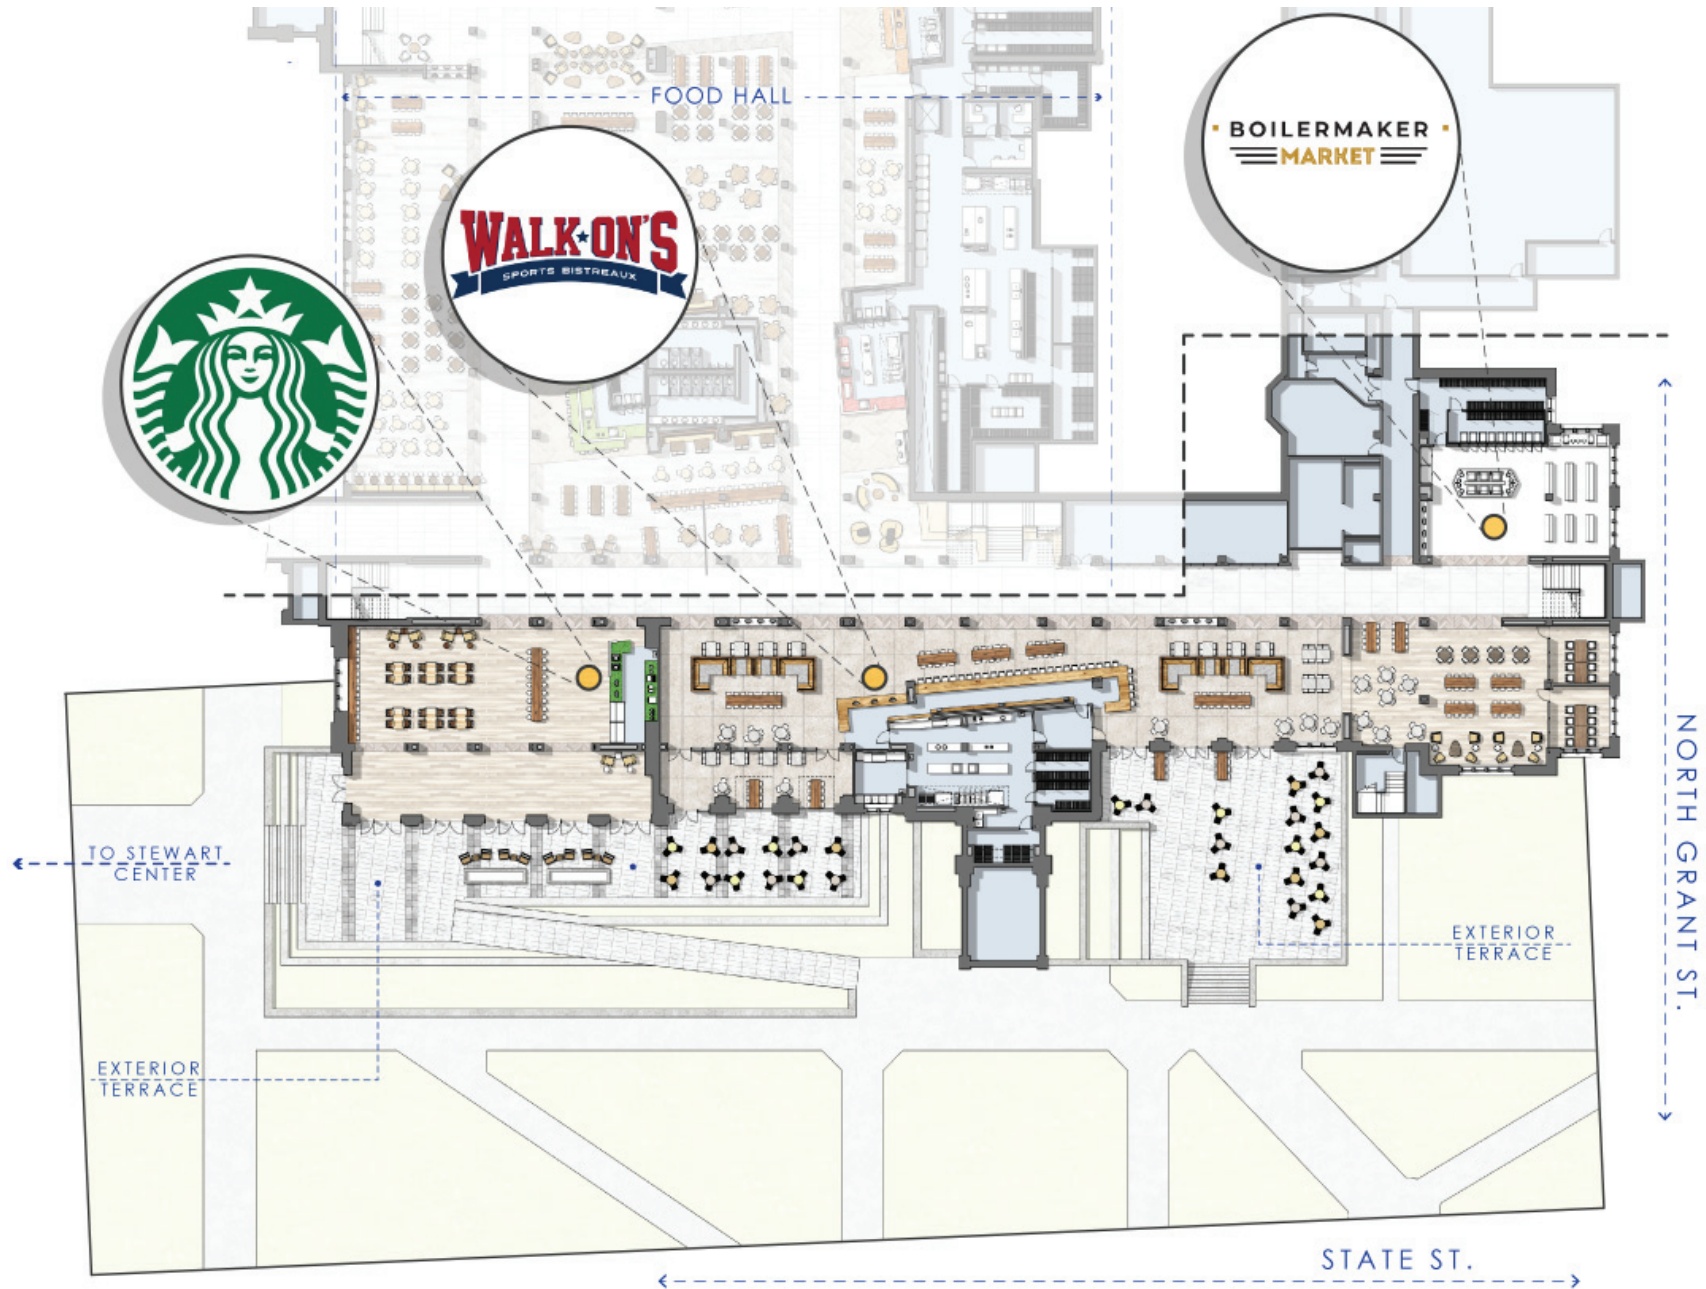 FOOD HALL
BOILERMAKER
MARKET
WALK-ON'S
SPORTS BISTREAUX
NORTH GRANT ST.
TO STEWART
CENTER
EXTERIOR
TERRACE
EXTERIOR
TERRACE
STATE ST.